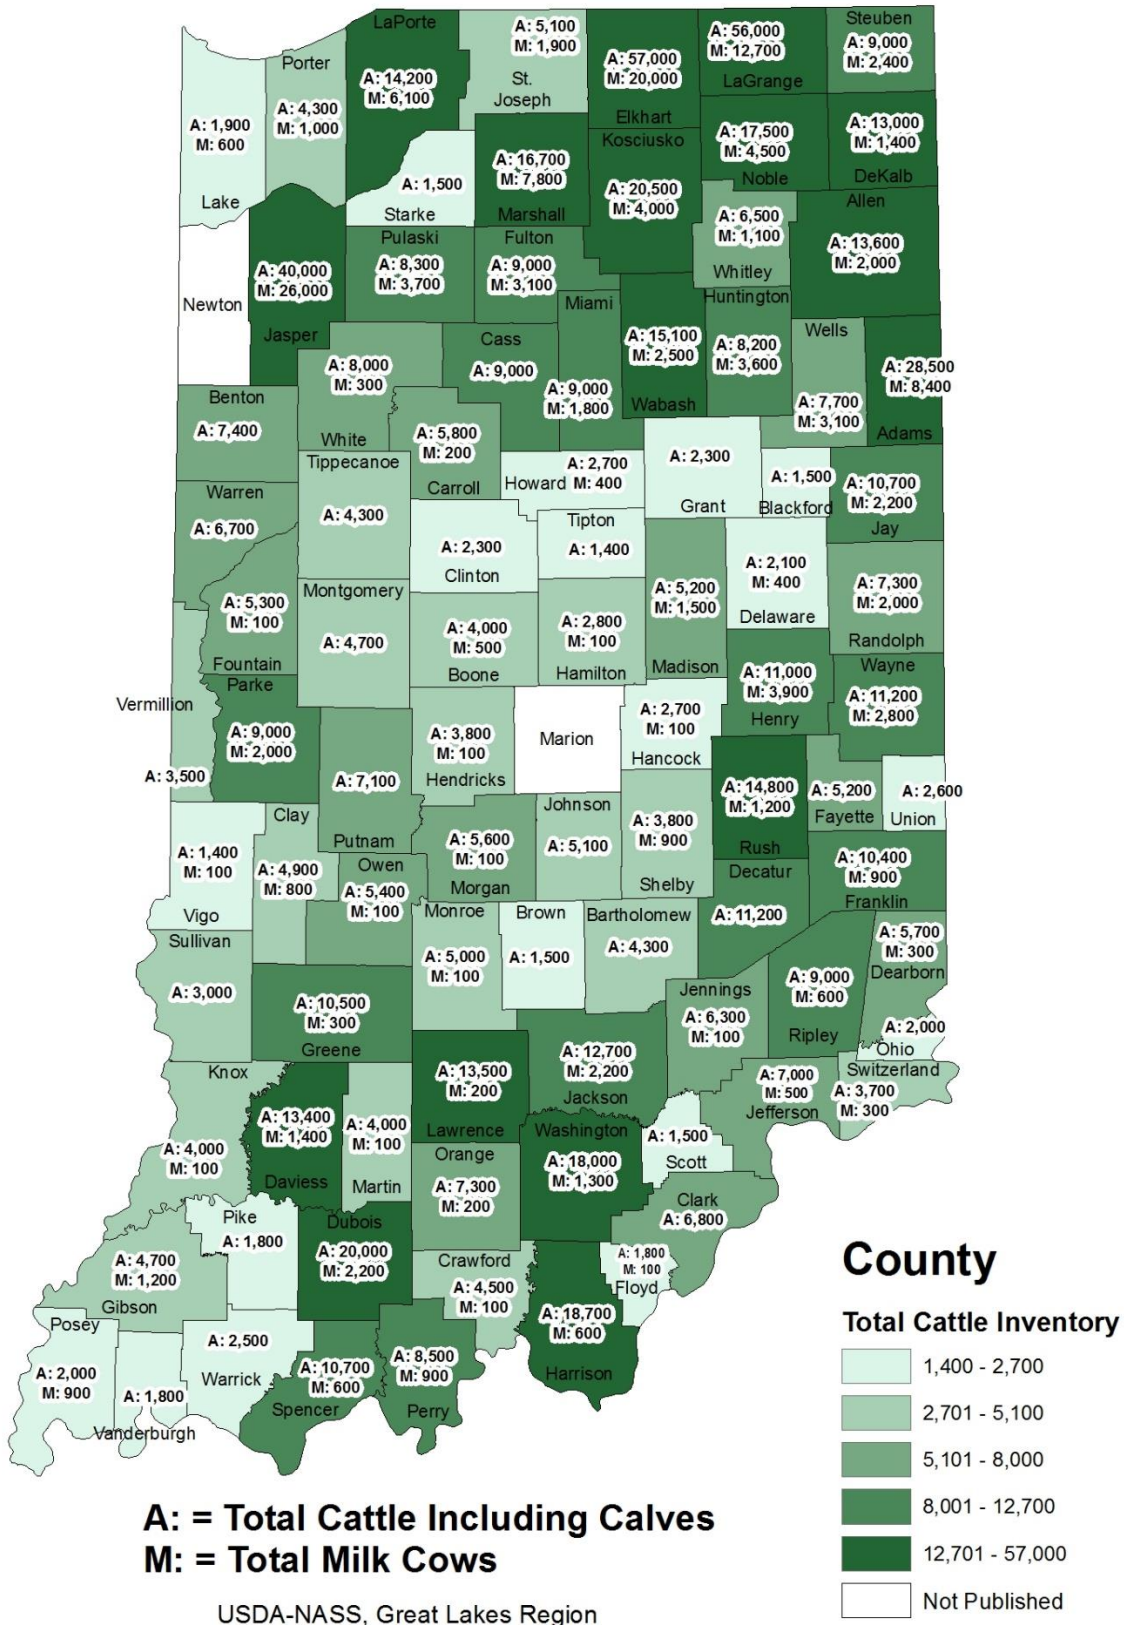 LaPorte
A: 14,200
M: 6,100
A: 5,100
M: 1,900
St.
Joseph
A: 57,000
M: 20,000
Elkhart
A: 56,000
M: 12,700
LaGrange
Steuben
A: 9,000
M: 2,400
Porter
A: 4,300
M: 1,000
A: 1,900
M: 600
Lake
A: 1,500
Starke
A: 16,700
M: 7,800
Marshall
Kosciusko
A: 20,500
M: 4,000
A: 17,500
M: 4,500
Noble
A: 13,000
M: 1,400
DeKalb
A: 6,500
M: 1,100
Whitley
Allen
A: 13,600
M: 2,000
Newton
A: 40,000
M: 26,000
Jasper
Pulaski
A: 8,300
M: 3,700
Fulton
A: 9,000
M: 3,100
Miami
A: 9,000
M: 1,800
A: 15,100
M: 2,500
Wabash
Huntington
A: 8,200
M: 3,600
Wells
A: 7,700
M: 3,100
A: 28,500
M: 8,400
Adams
Benton
A: 7,400
A: 8,000
M: 300
White
Cass
A: 9,000
A: 5,800
M: 200
Carroll
Howard
A: 2,700
M: 400
A: 2,300
Grant
A: 1,500
Blackford
A: 10,700
M: 2,200
Jay
Warren
A: 6,700
Tippecanoe
A: 4,300
A: 2,300
Clinton
Tipton
A: 1,400
A: 5,200
M: 1,500
Madison
A: 2,100
M: 400
Delaware
A: 7,300
M: 2,000
Randolph
A: 5,300
M: 100
Fountain
Montgomery
A: 4,700
A: 4,000
M: 500
Boone
A: 2,800
M: 100
Hamilton
A: 11,000
M: 3,900
Henry
Wayne
A: 11,200
M: 2,800
Vermillion
A: 3,500
Parke
A: 9,000
M: 2,000
A: 7,100
Putnam
A: 3,800
M: 100
Hendricks
Marion
A: 2,700
M: 100
Hancock
A: 14,800
M: 1,200
Rush
A: 5,200
Fayette
A: 2,600
Union
A: 1,400
M: 100
Vigo
Clay
A: 4,900
M: 800
Owen
A: 5,400
M: 100
A: 5,600
M: 100
Morgan
Johnson
A: 5,100
A: 3,800
M: 900
Shelby
Decatur
A: 11,200
A: 10,400
M: 900
Franklin
Sullivan
A: 3,000
A: 10,500
M: 300
Greene
Monroe
A: 5,000
M: 100
Brown
A: 1,500
Bartholomew
A: 4,300
Jennings
A: 6,300
M: 100
A: 9,000
M: 600
Ripley
A: 5,700
M: 300
Dearborn
A: 2,000
Ohio
Switzerland
A: 3,700
M: 300
Knox
A: 4,000
M: 100
A: 13,400
M: 1,400
Daviess
A: 4,000
M: 100
Martin
A: 13,500
M: 200
Lawrence
A: 12,700
M: 2,200
Jackson
A: 7,000
M: 500
Jefferson
A: 1,500
Scott
Washington
A: 18,000
M: 1,300
Orange
A: 7,300
M: 200
Clark
A: 6,800
A: 4,700
M: 1,200
Gibson
Pike
A: 1,800
Dubois
A: 20,000
M: 2,200
Crawford
A: 4,500
M: 100
A: 1,800
M: 100
Floyd
A: 18,700
M: 600
Harrison
Posey
A: 2,000
M: 900
A: 1,800
Vanderburgh
A: 2,500
Warrick
A: 10,700
M: 600
Spencer
A: 8,500
M: 900
Perry
County
Total Cattle Inventory
1,400 - 2,700
2,701 - 5,100
5,101 - 8,000
8,001 - 12,700
12,701 - 57,000
Not Published
A: = Total Cattle Including Calves
M: = Total Milk Cows
USDA-NASS, Great Lakes Region